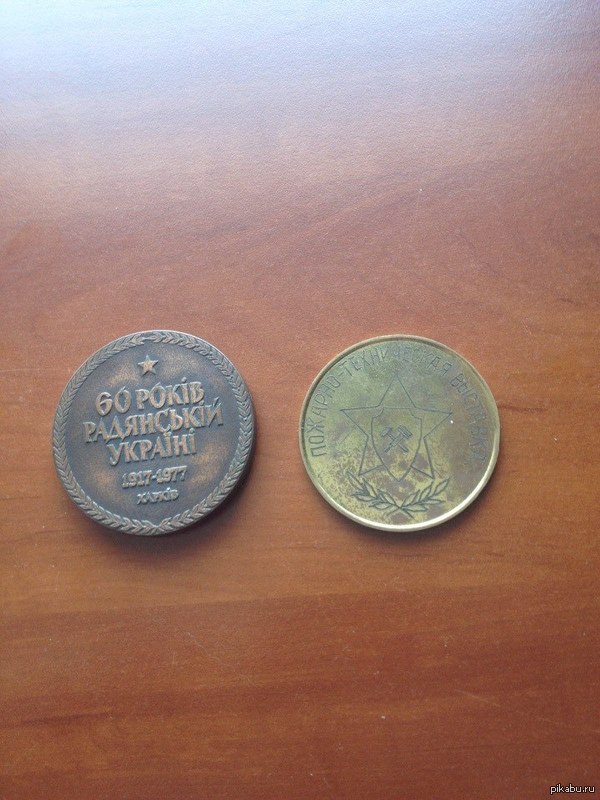 60 РОКІВ
РАДЯНСЬКІЙ
УКРАЇНІ
1917-1977
ХАРКІВ
ПОЖАРНО-ТЕХНИЧЕСКАЯ ВЫСТАВКА
pikabu.ru